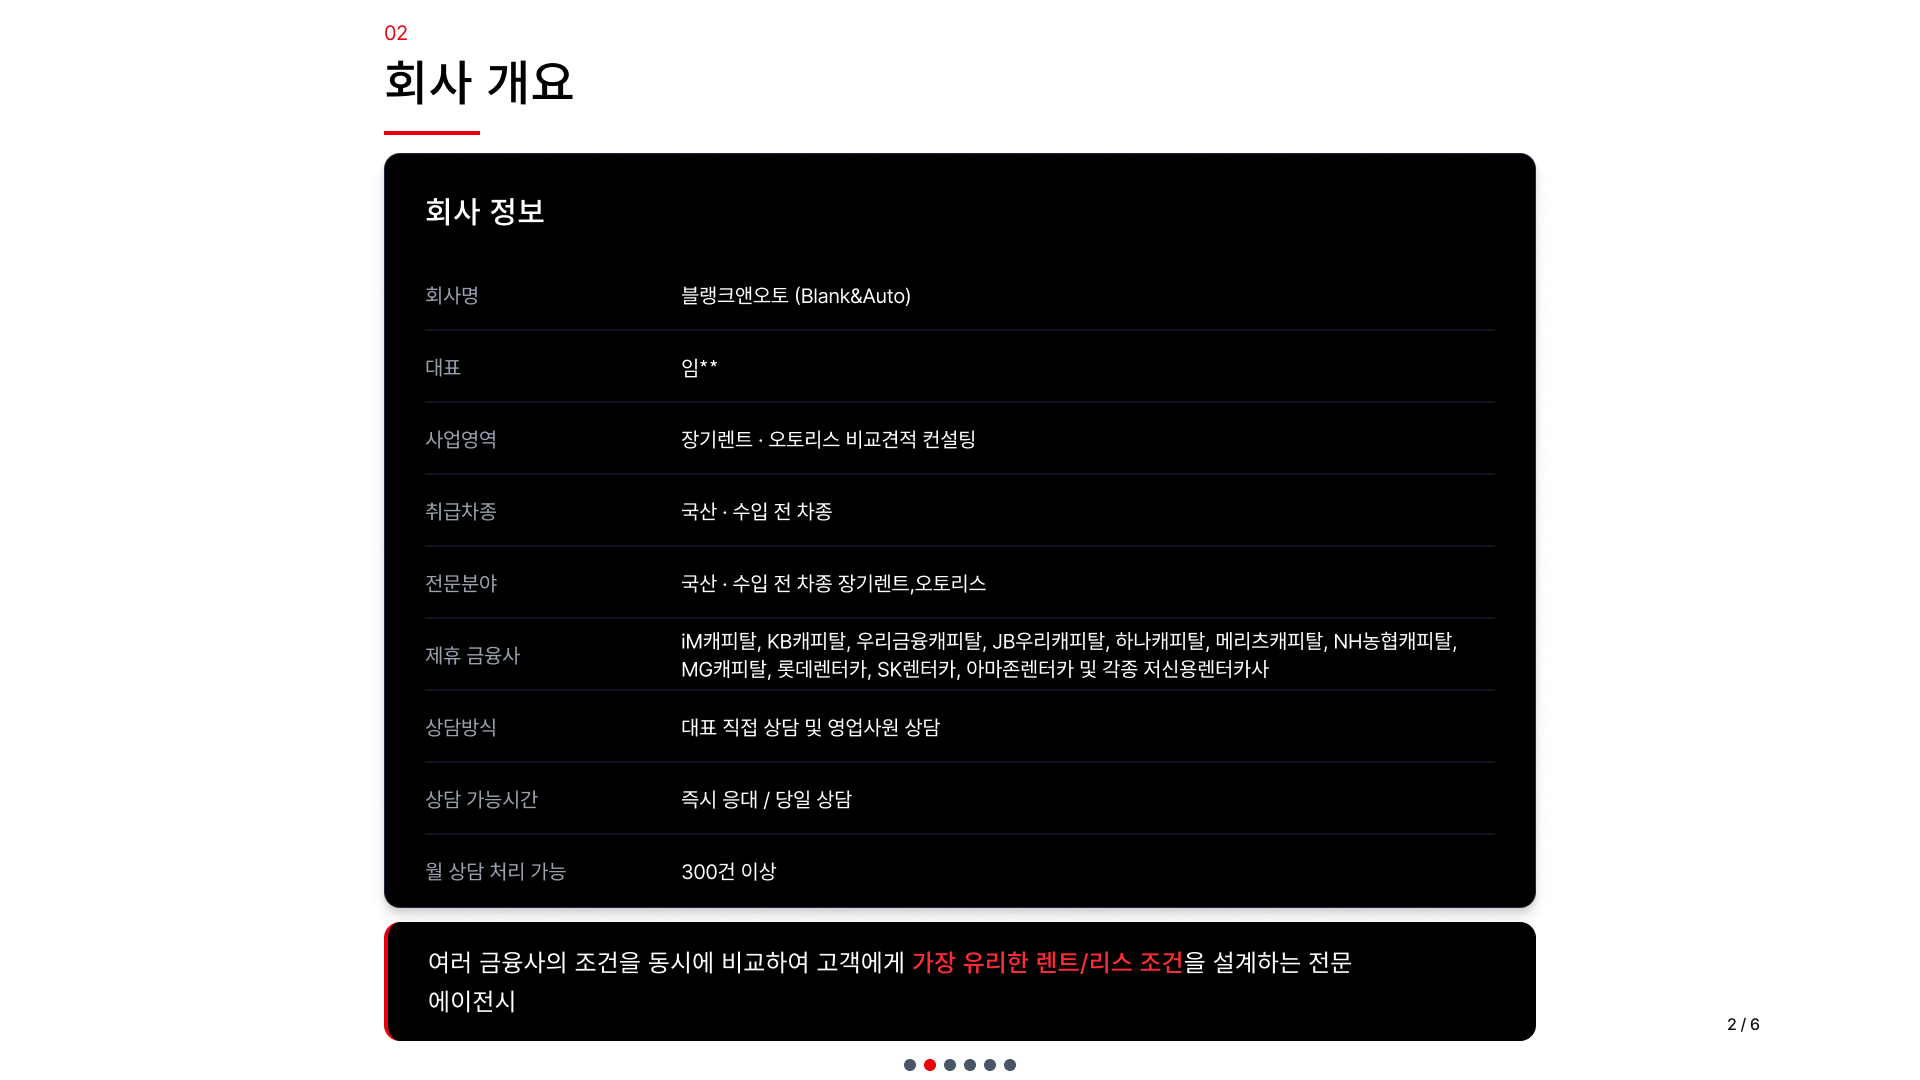 02
회사 개요
회사 정보
회사명 블랭크앤오토 (Blank&Auto)
대표 임**
사업영역 장기렌트 · 오토리스 비교견적 컨설팅
취급차종 국산 · 수입 전 차종
전문분야 국산 · 수입 전 차종 장기렌트,오토리스
제휴 금융사 iM캐피탈, KB캐피탈, 우리금융캐피탈, JB우리캐피탈, 하나캐피탈, 메리츠캐피탈, NH농협캐피탈,
MG캐피탈, 롯데렌터카, SK렌터카, 아마존렌터카 및 각종 저신용렌터카사
상담방식 대표 직접 상담 및 영업사원 상담
상담 가능시간 즉시 응대 / 당일 상담
월 상담 처리 가능 300건 이상
여러 금융사의 조건을 동시에 비교하여 고객에게 가장 유리한 렌트/리스 조건을 설계하는 전문
에이전시
2 / 6